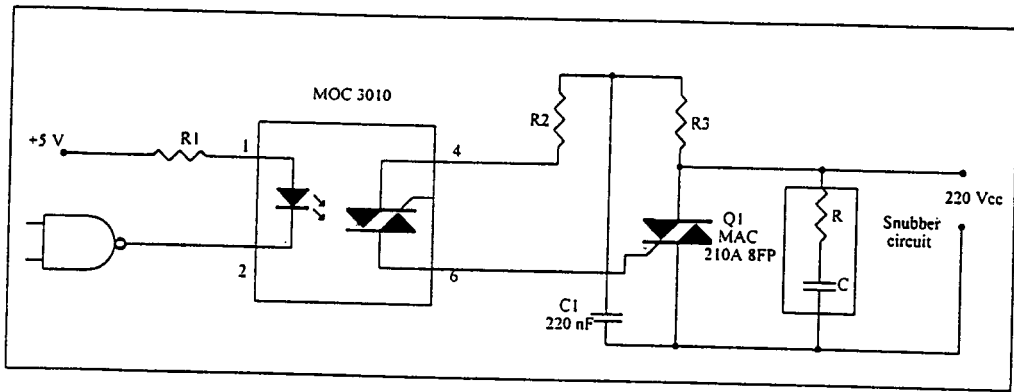 MOC 3010
R2
R3
+5 V
R1
1
4
2
6
Q1
MAC
210A 8FP
R
C
Snubber
circuit
220 Vcc
C1
220 nF